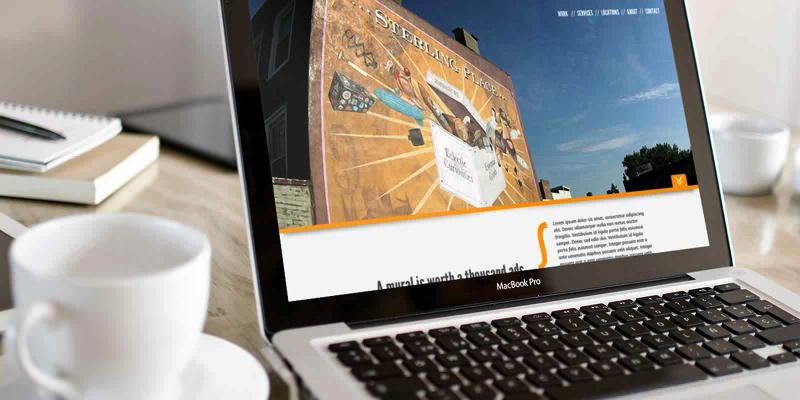 WORK // SERVICES // LOCATIONS // ABOUT // CONTACT
STERLING PLACE
Eclectic
Curiosities
Lorem ipsum dolor sit amet, consectetur adipiscing
elit. Donec ullamcorper nulla non metus auctor
fringilla. Vestibulum id ligula porta felis euismod
semper. Donec sed odio dui. Vestibulum id ligula
porta felis euismod semper. Integer posuere erat a
ante venenatis dapibus posuere velit aliquet. Integer
A mural is worth a thousand ads
MacBook Pro